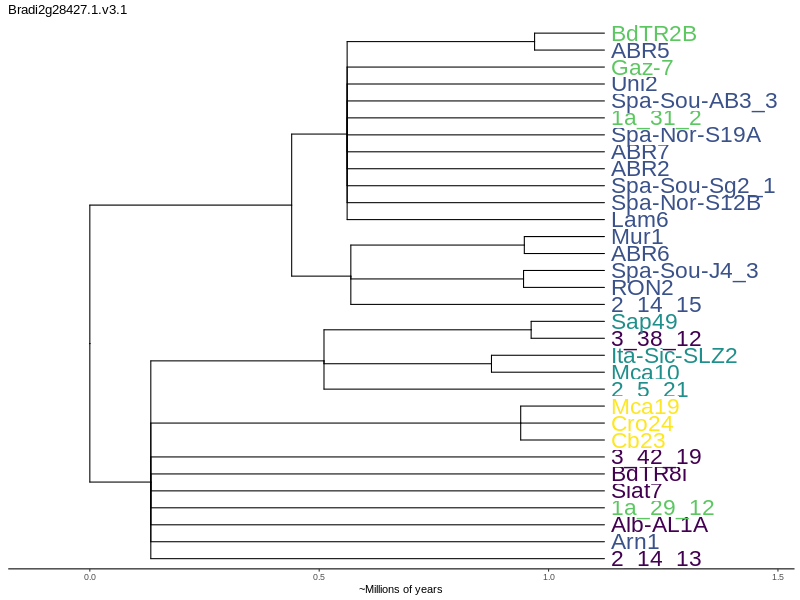 Bradi2g28427.1.v3.1
BdTR2B
ABR5
Gaz-7
Uni2
Spa-Sou-AB3_3
1a_31_2
Spa-Nor-S19A
ABR7
ABR2
Spa-Sou-Sg2_1
Spa-Nor-S12B
Lam6
Mur1
ABR6
Spa-Sou-J4_3
RON2
2_14_15
Sap49
3_38_12
Ita-Sic-SLZ2
Mca10
2_5_21
Mca19
Cro24
Cb23
3_42_19
BdTR8i
Siat7
1a_29_12
Alb-AL1A
Arn1
2_14_13
0.0 0.5 1.0 1.5
~Millions of years